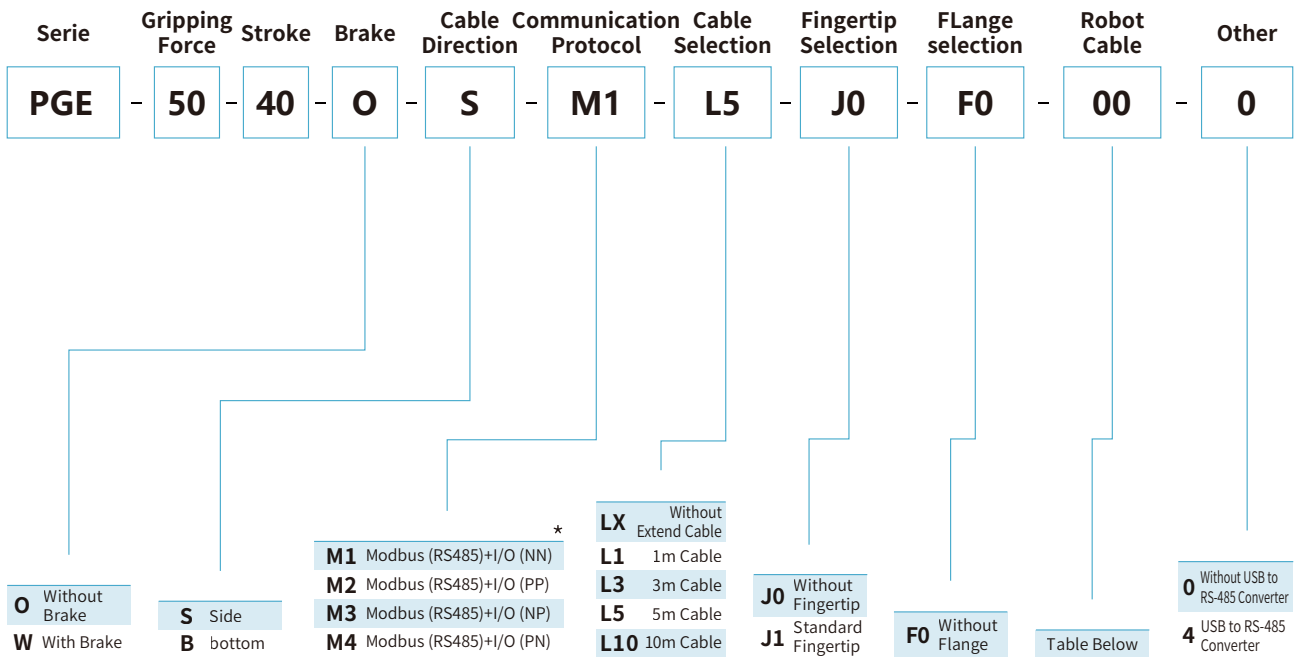 Serie
Gripping
Force
Stroke
Brake
Cable
Direction
Communication
Protocol
Cable
Selection
Fingertip
Selection
FLange
selection
Robot
Cable
Other
PGE - 50 - 40 - O - S - M1 - L5 - J0 - F0 - 00 - 0
O Without
Brake
W With Brake
S Side
B bottom
*
M1 Modbus (RS485)+I/O (NN)
M2 Modbus (RS485)+I/O (PP)
M3 Modbus (RS485)+I/O (NP)
M4 Modbus (RS485)+I/O (PN)
LX Without
Extend Cable
L1 1m Cable
L3 3m Cable
L5 5m Cable
L10 10m Cable
J0 Without
Fingertip
J1 Standard
Fingertip
F0 Without
Flange
Table Below
0 Without USB to
RS-485 Converter
4 USB to RS-485
Converter